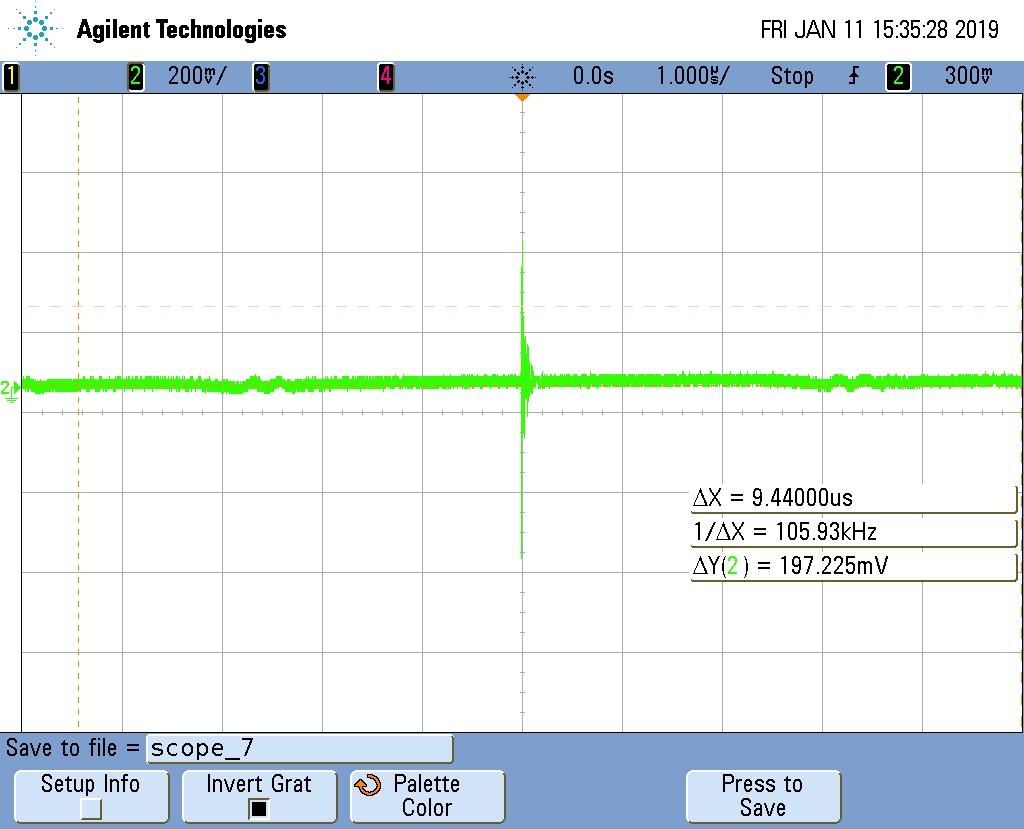 Agilent Technologies
FRI JAN 11 15:35:28 2019
1 2 200mV/ 3 4 0.0s 1.000us/ Stop 2 300mV
2
ΔX = 9.44000us
1/ΔX = 105.93kHz
ΔY(2) = 197.225mV
Save to file = scope_7
Setup Info
Invert Grat
Palette
Color
Press to
Save